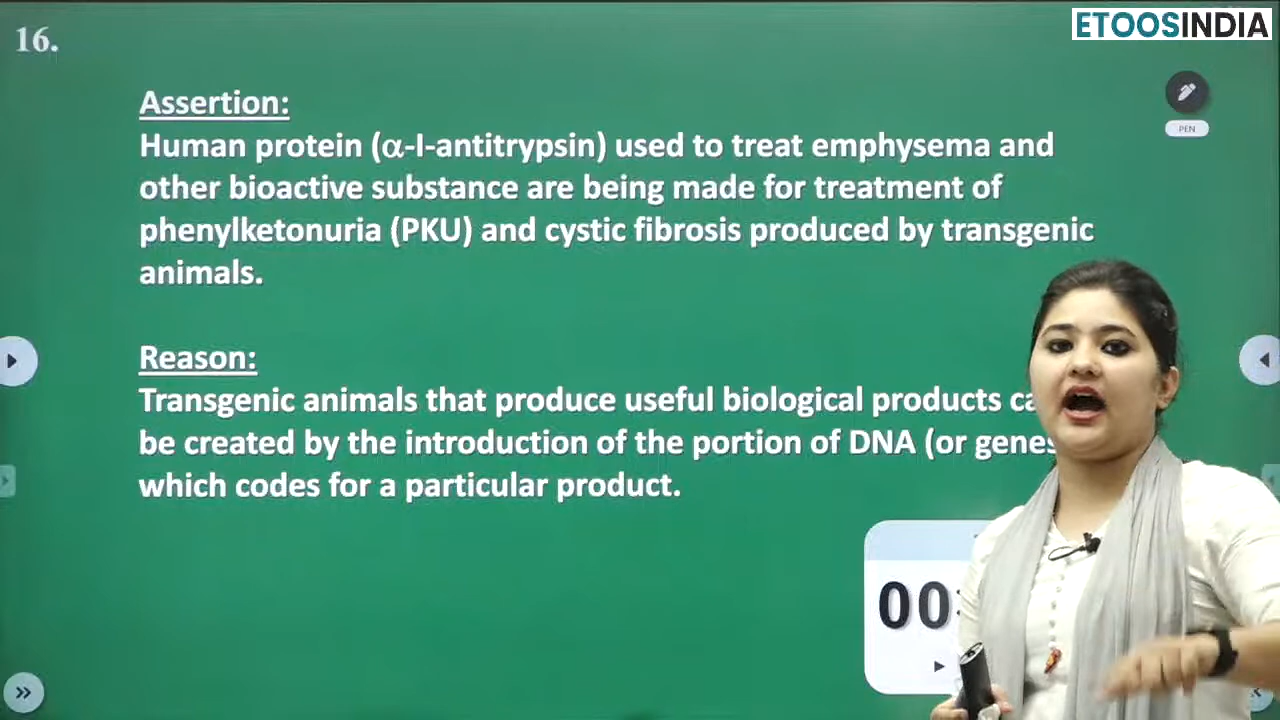 ETOOSINDIA
16.
PEN
Assertion:
Human protein (α-I-antitrypsin) used to treat emphysema and
other bioactive substance are being made for treatment of
phenylketonuria (PKU) and cystic fibrosis produced by transgenic
animals.
Reason:
Transgenic animals that produce useful biological products
be created by the introduction of the portion of DNA (or genes
which codes for a particular product.
00